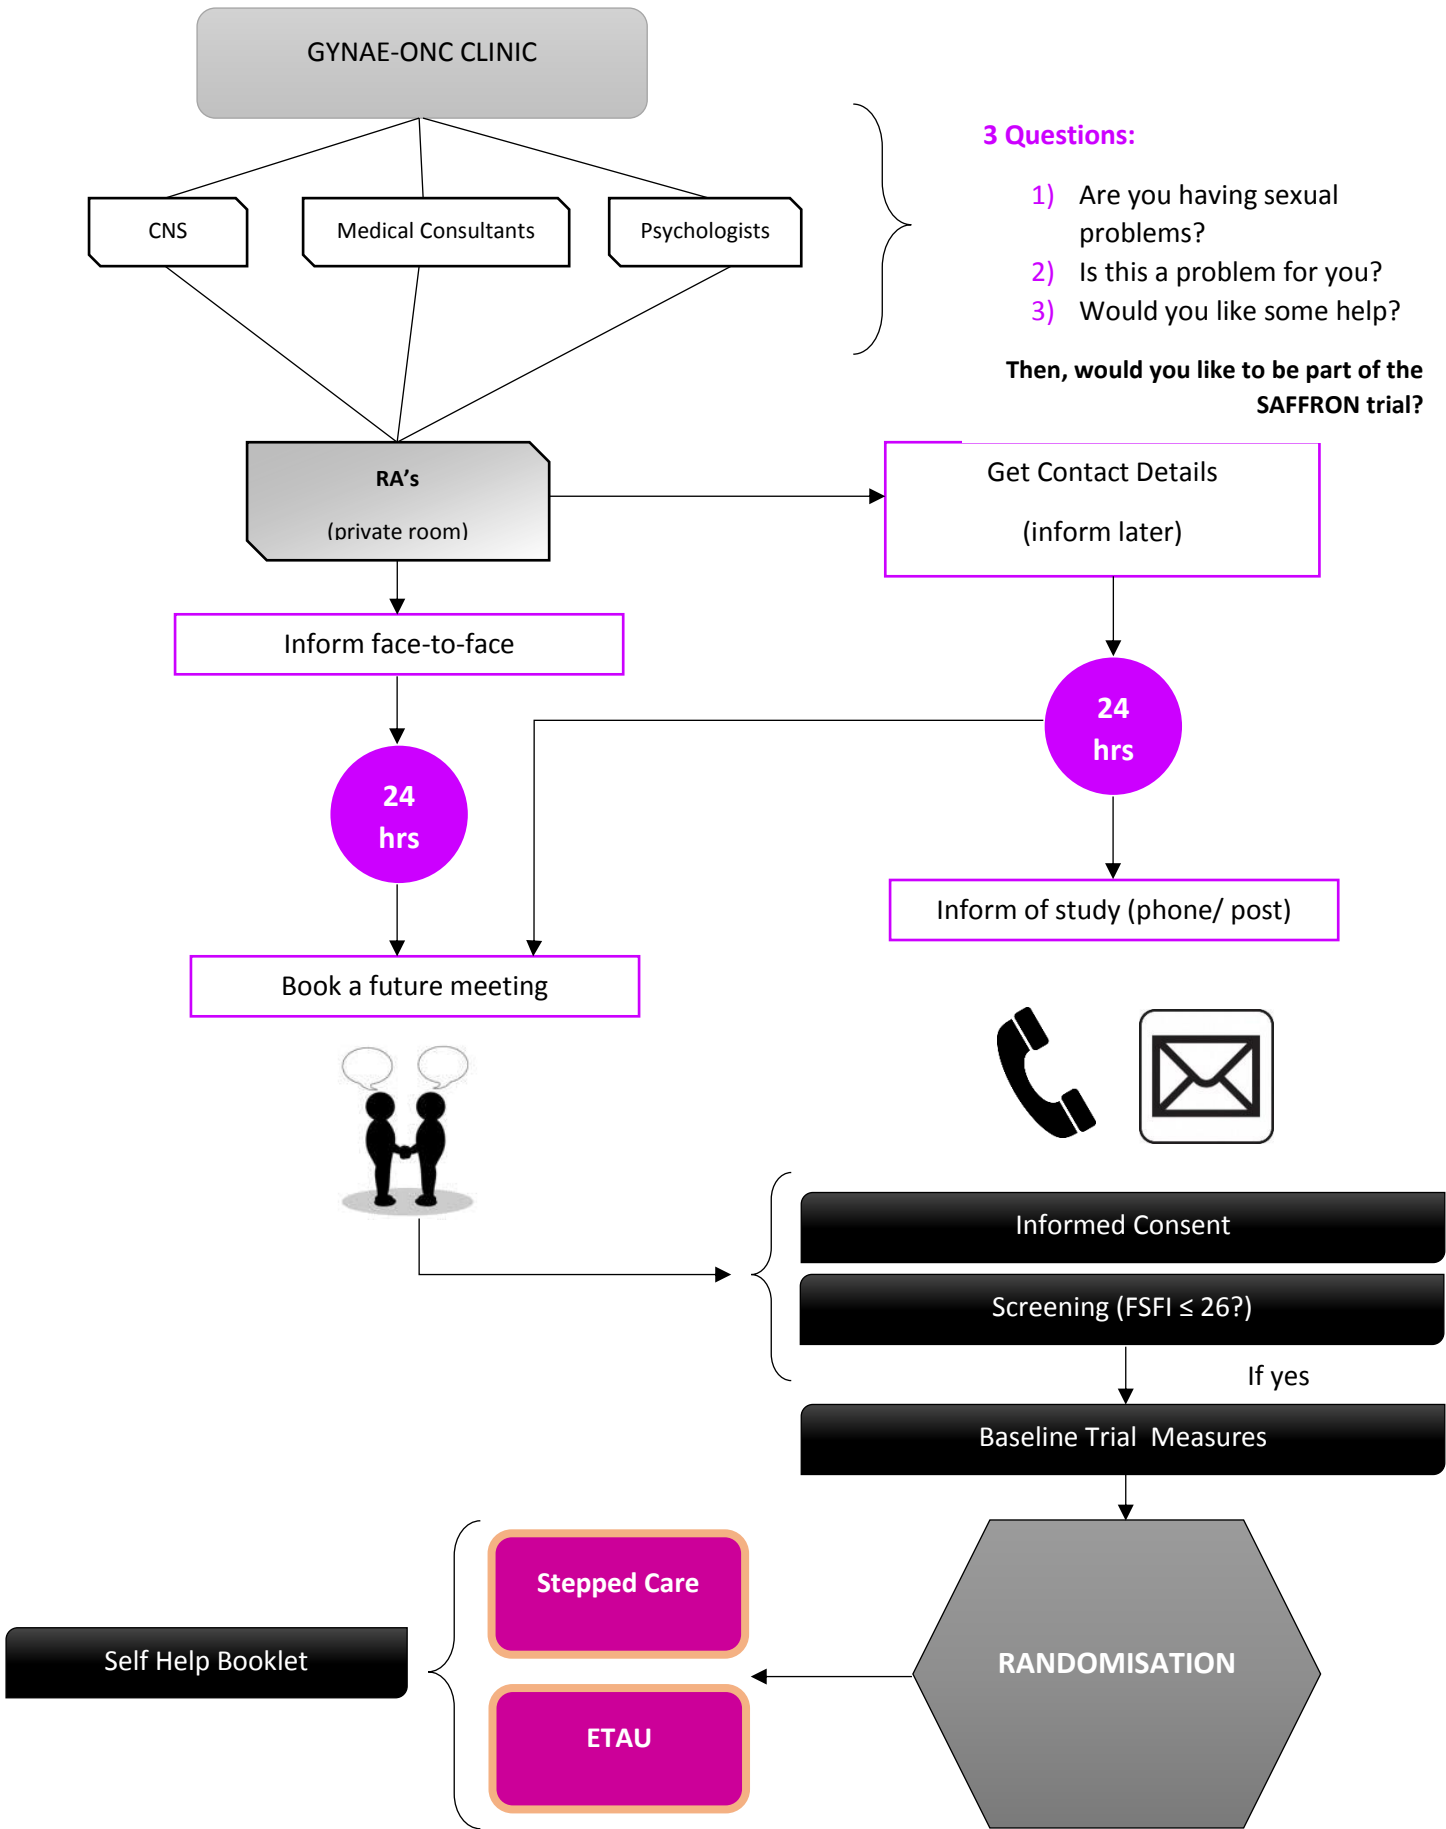 GYNAE-ONC CLINIC
3 Questions:
1) Are you having sexual
problems?
2) Is this a problem for you?
3) Would you like some help?
Then, would you like to be part of the
SAFFRON trial?
CNS
Medical Consultants
Psychologists
RA’s
(private room)
Get Contact Details
(inform later)
Inform face-to-face
24
hrs
24
hrs
Inform of study (phone/ post)
Book a future meeting
Informed Consent
Screening (FSFI ≤ 26?)
If yes
Baseline Trial  Measures
Stepped Care
Self Help Booklet
RANDOMISATION
ETAU